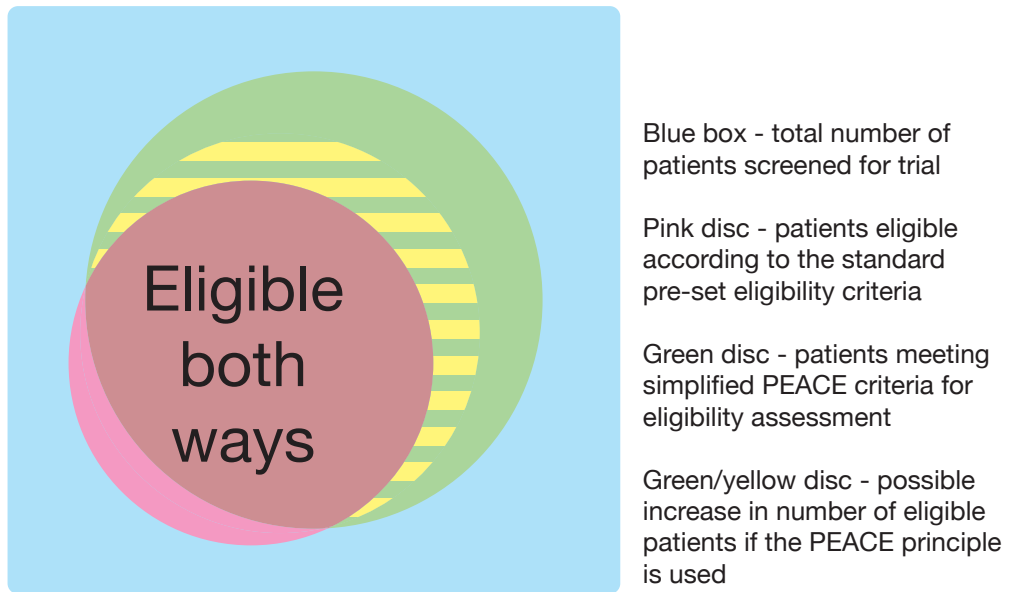 Eligible
both
ways
Blue box - total number of
patients screened for trial
Pink disc - patients eligible
according to the standard
pre-set eligibility criteria
Green disc - patients meeting
simplified PEACE criteria for
eligibility assessment
Green/yellow disc - possible
increase in number of eligible
patients if the PEACE principle
is used